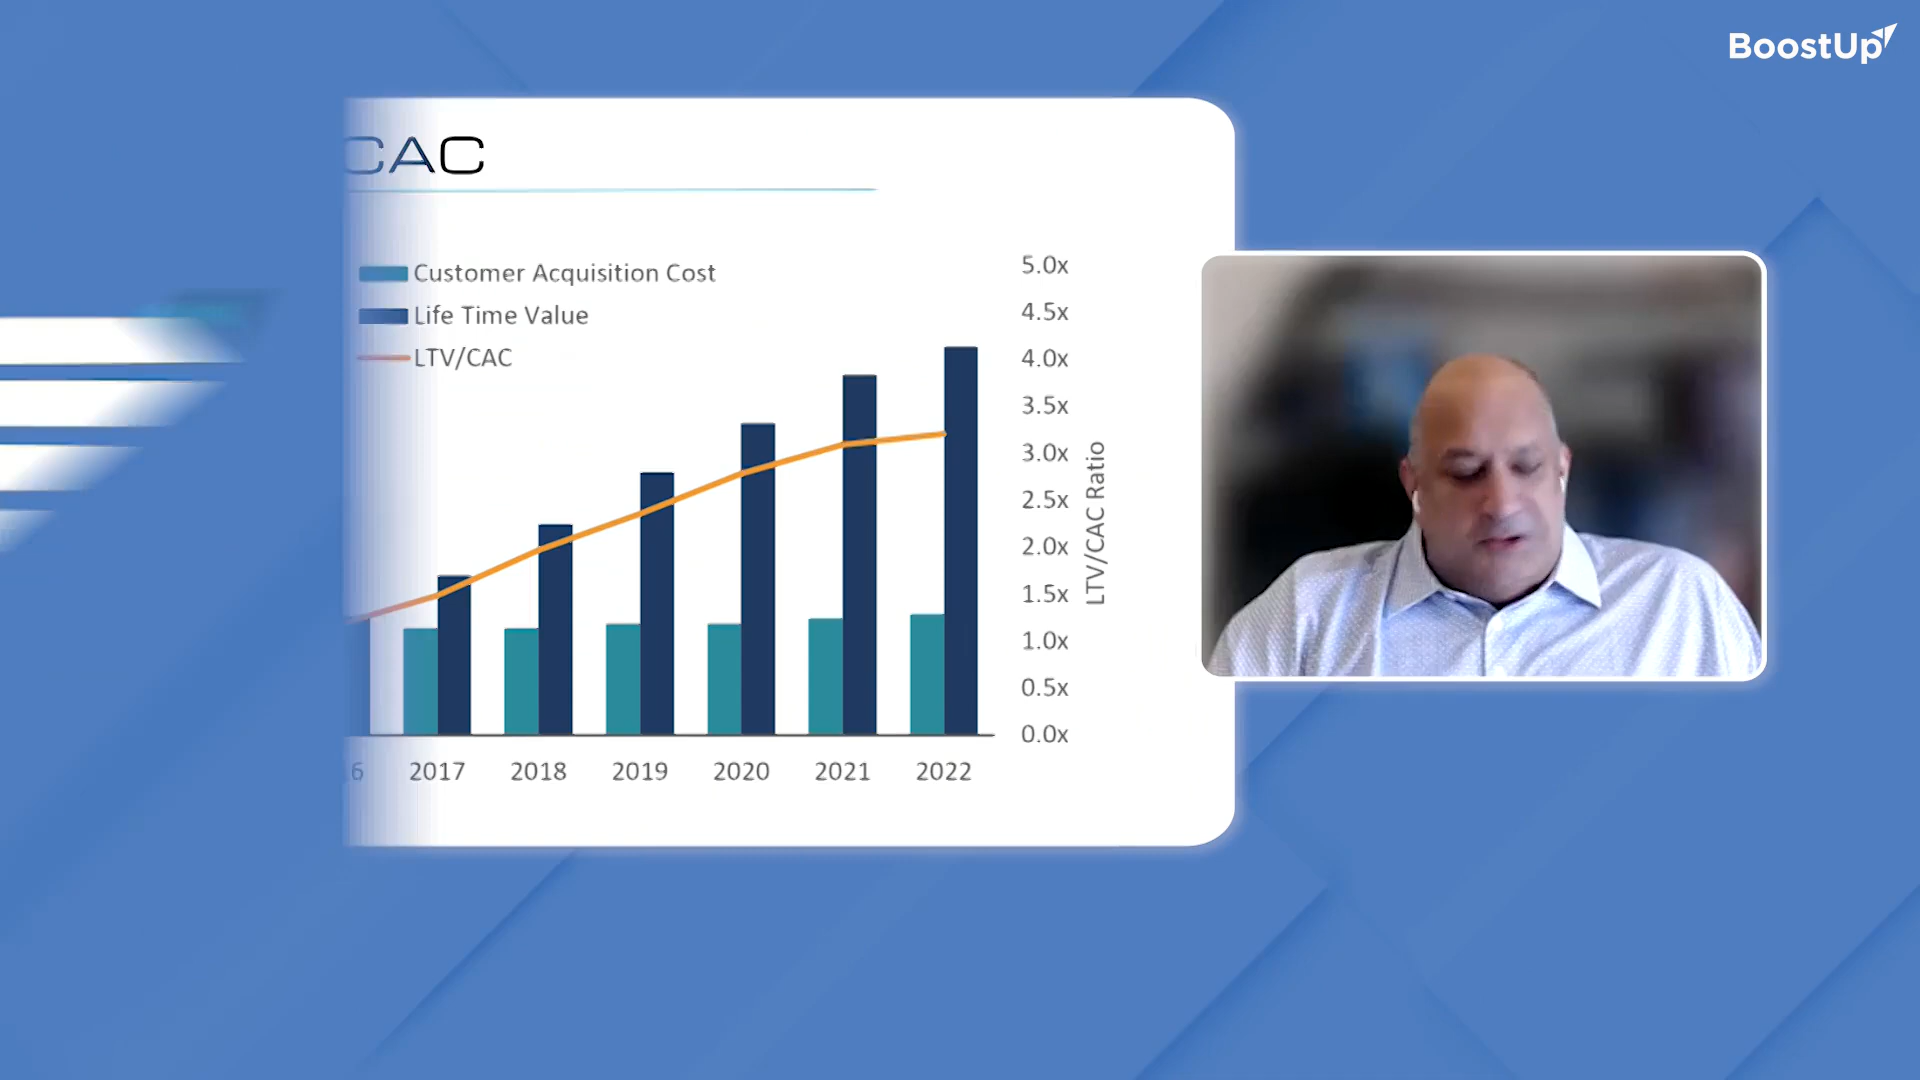 BoostUp
CAC
Customer Acquisition Cost
Life Time Value
LTV/CAC
5.0x
4.5x
4.0x
3.5x
3.0x
2.5x
2.0x
1.5x
1.0x
0.5x
0.0x
LTV/CAC Ratio
6 2017 2018 2019 2020 2021 2022